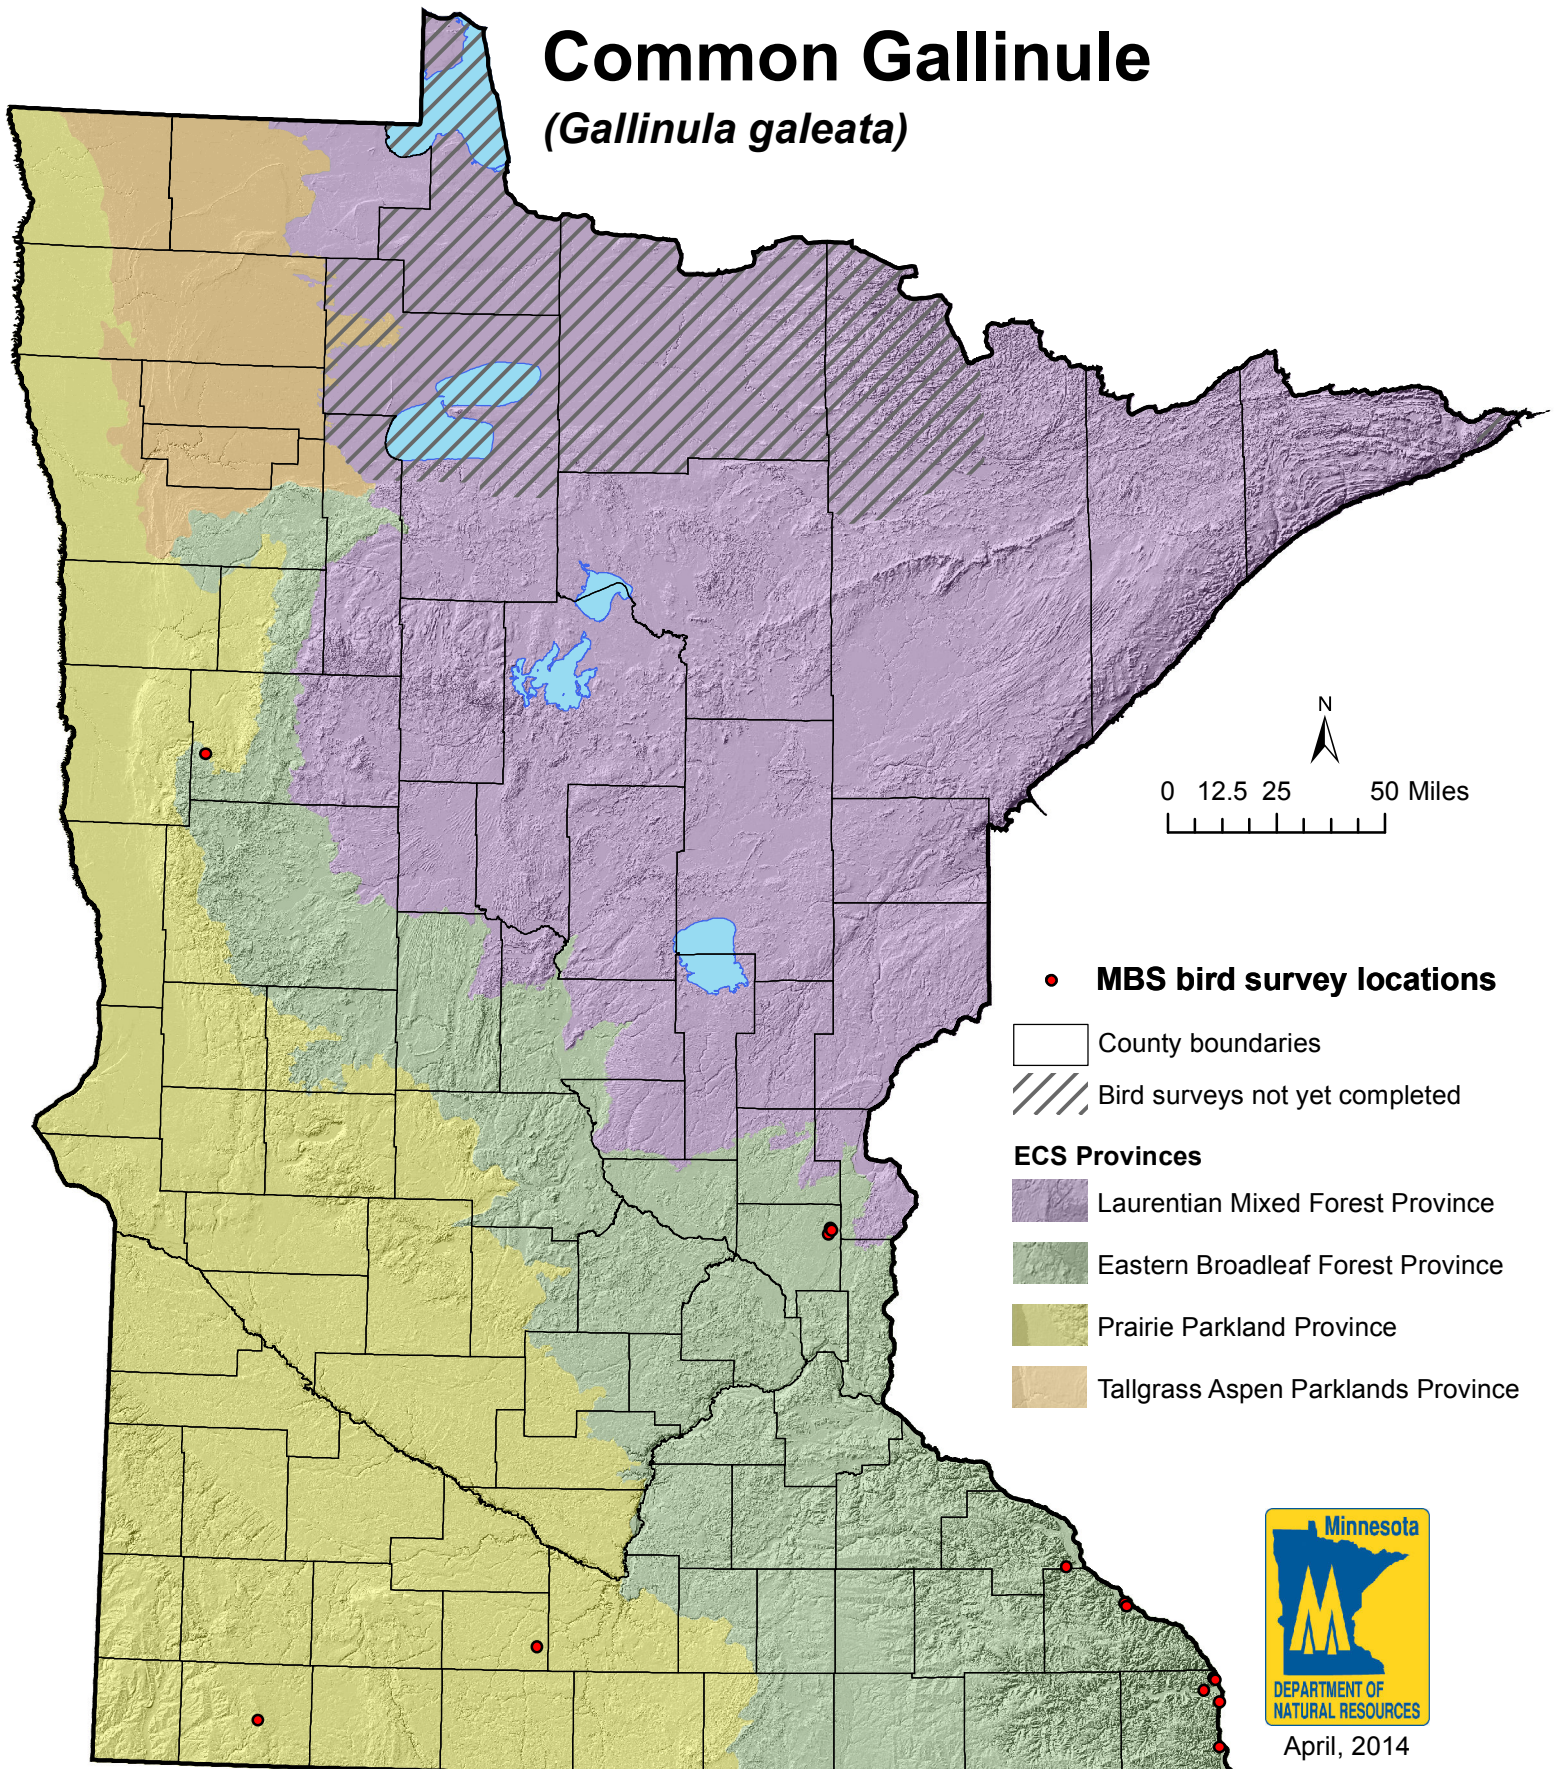 Common Gallinule
(Gallinula galeata)
N
0 12.5 25 50 Miles
MBS bird survey locations
County boundaries
Bird surveys not yet completed
ECS Provinces
Laurentian Mixed Forest Province
Eastern Broadleaf Forest Province
Prairie Parkland Province
Tallgrass Aspen Parklands Province
Minnesota
DEPARTMENT OF
NATURAL RESOURCES
April, 2014